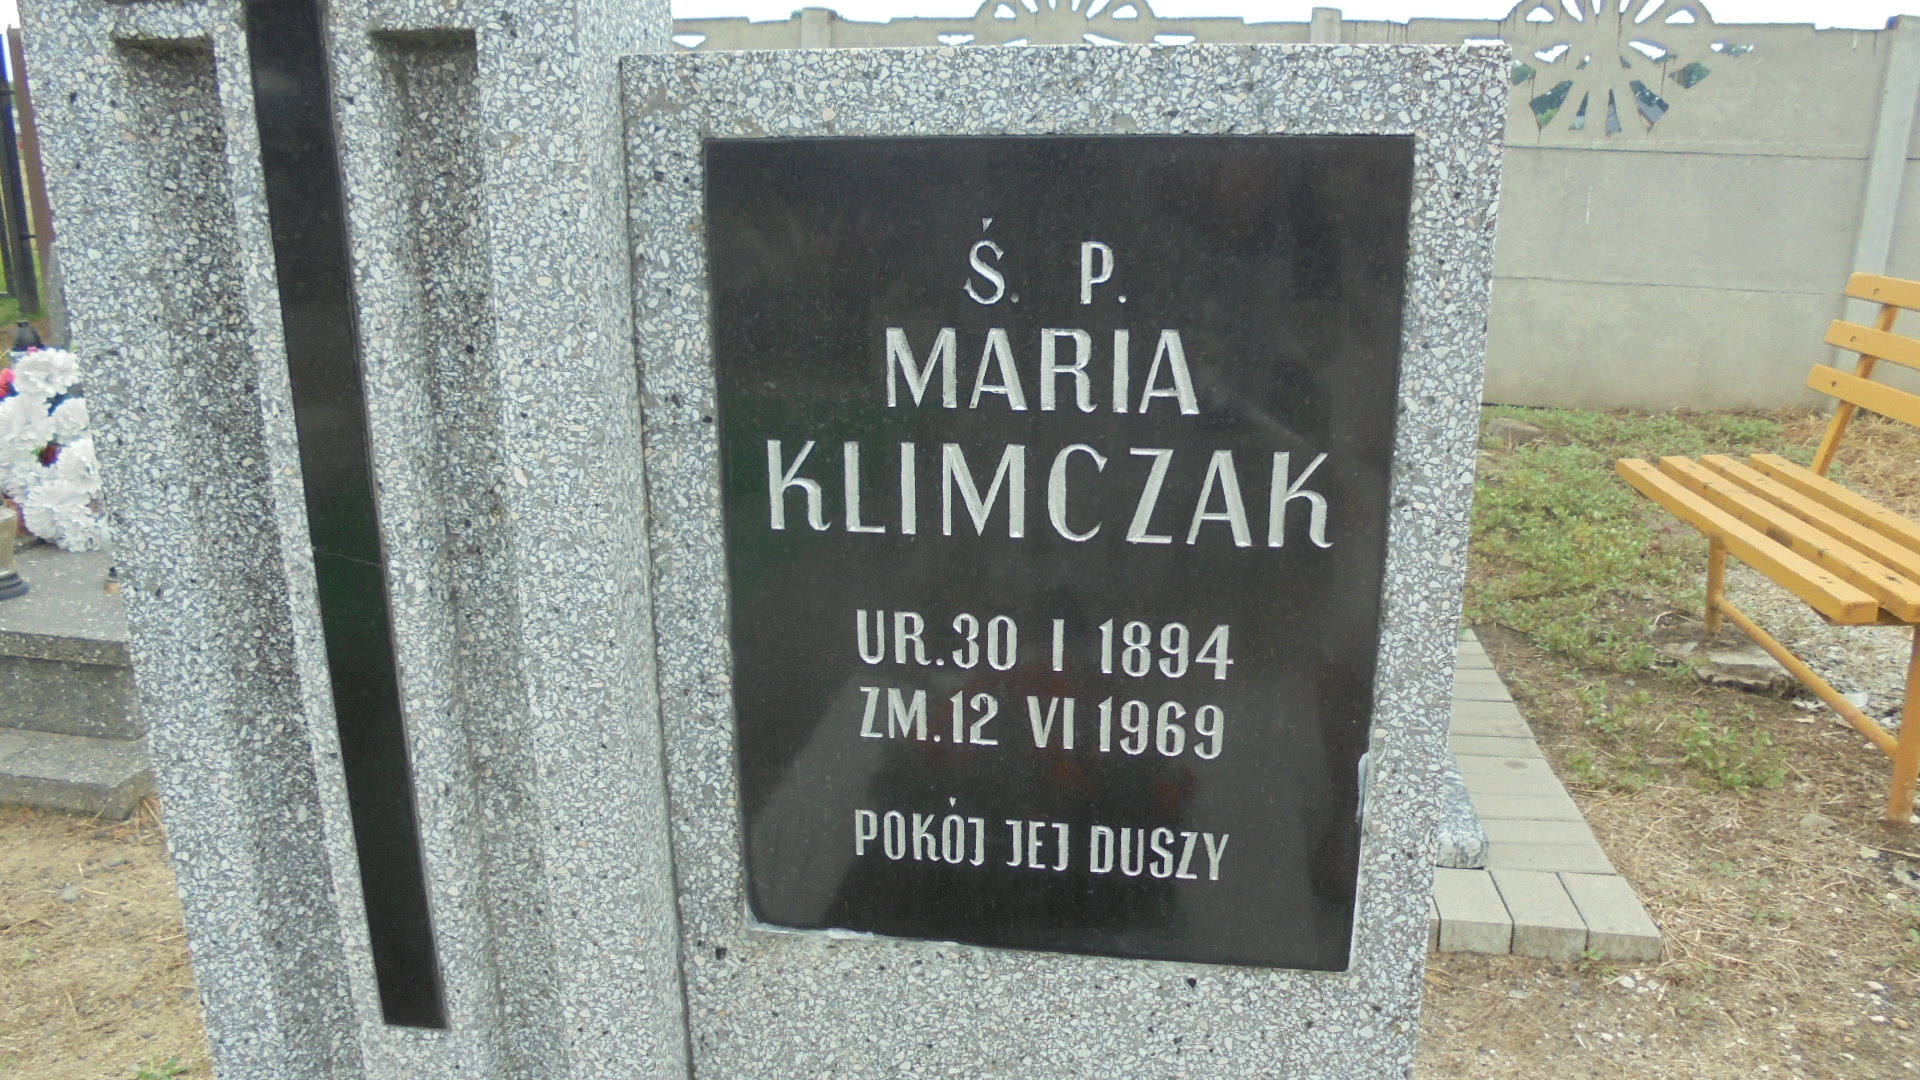 Ś. P.
MARIA
KLIMCZAK
UR. 30 I 1894
ZM. 12 VI 1969
POKÓJ JEJ DUSZY